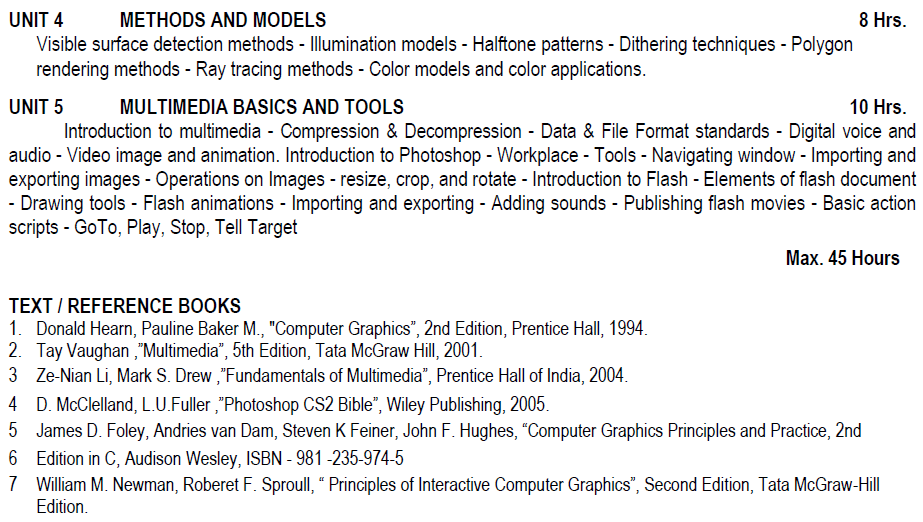 UNIT 4 METHODS AND MODELS 8 Hrs.
Visible surface detection methods - Illumination models - Halftone patterns - Dithering techniques - Polygon
rendering methods - Ray tracing methods - Color models and color applications.
UNIT 5 MULTIMEDIA BASICS AND TOOLS 10 Hrs.
Introduction to multimedia - Compression & Decompression - Data & File Format standards - Digital voice and
audio - Video image and animation. Introduction to Photoshop - Workplace - Tools - Navigating window - Importing and
exporting images - Operations on Images - resize, crop, and rotate - Introduction to Flash - Elements of flash document
- Drawing tools - Flash animations - Importing and exporting - Adding sounds - Publishing flash movies - Basic action
scripts - GoTo, Play, Stop, Tell Target
Max. 45 Hours
TEXT / REFERENCE BOOKS
1. Donald Hearn, Pauline Baker M., "Computer Graphics”, 2nd Edition, Prentice Hall, 1994.
2. Tay Vaughan ,”Multimedia”, 5th Edition, Tata McGraw Hill, 2001.
3 Ze-Nian Li, Mark S. Drew ,”Fundamentals of Multimedia”, Prentice Hall of India, 2004.
4 D. McClelland, L.U.Fuller ,”Photoshop CS2 Bible”, Wiley Publishing, 2005.
5 James D. Foley, Andries van Dam, Steven K Feiner, John F. Hughes, “Computer Graphics Principles and Practice, 2nd
6 Edition in C, Audison Wesley, ISBN - 981 -235-974-5
7 William M. Newman, Roberet F. Sproull, “ Principles of Interactive Computer Graphics”, Second Edition, Tata McGraw-Hill
Edition.